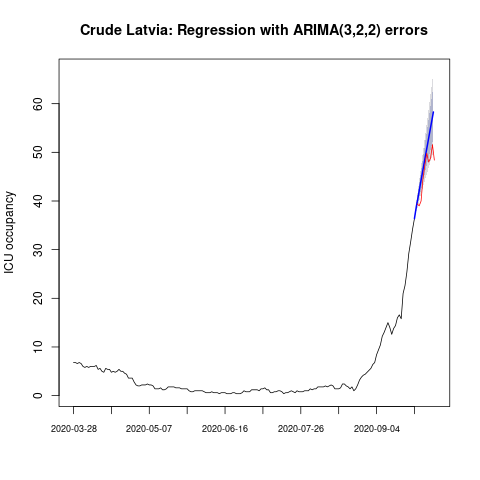 Crude Latvia: Regression with ARIMA(3,2,2) errors
ICU occupancy
60
50
40
30
20
10
0
2020-03-28 2020-05-07 2020-06-16 2020-07-26 2020-09-04